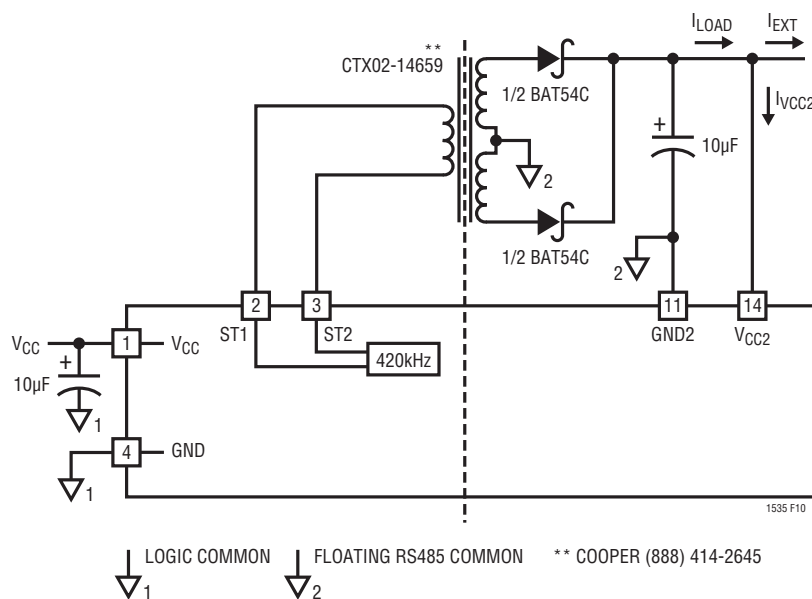 **
CTX02-14659
1/2 BAT54C
I_LOAD
I_EXT
I_VCC2
+
10µF
2
1/2 BAT54C
2
2
3
11
14
ST1
ST2
GND2
V_CC2
420kHz
V_CC
1
V_CC
+
10µF
1
4
GND
1
1535 F10
LOGIC COMMON
1
FLOATING RS485 COMMON
2
** COOPER (888) 414-2645